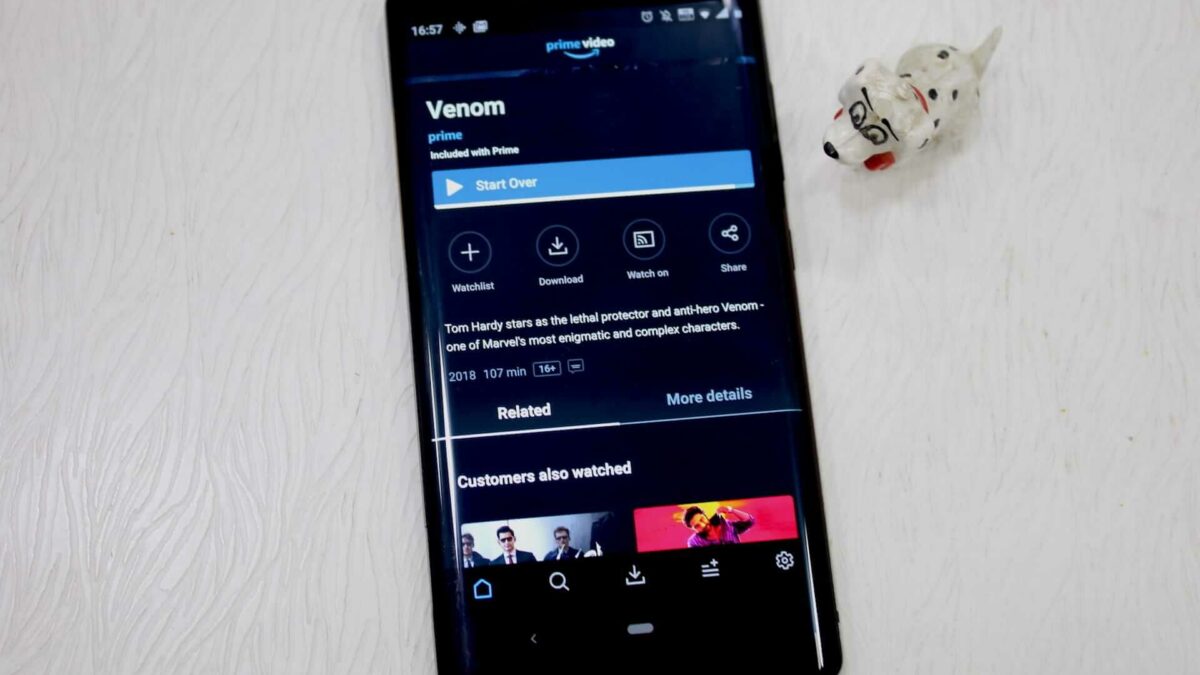 16:57
prime video
Venom
prime
Included with Prime
Start Over
Watchlist
Download
Watch on
Share
Tom Hardy stars as the lethal protector and anti-hero Venom -
one of Marvel's most enigmatic and complex characters.
2018 107 min 16+
Related
More details
Customers also watched